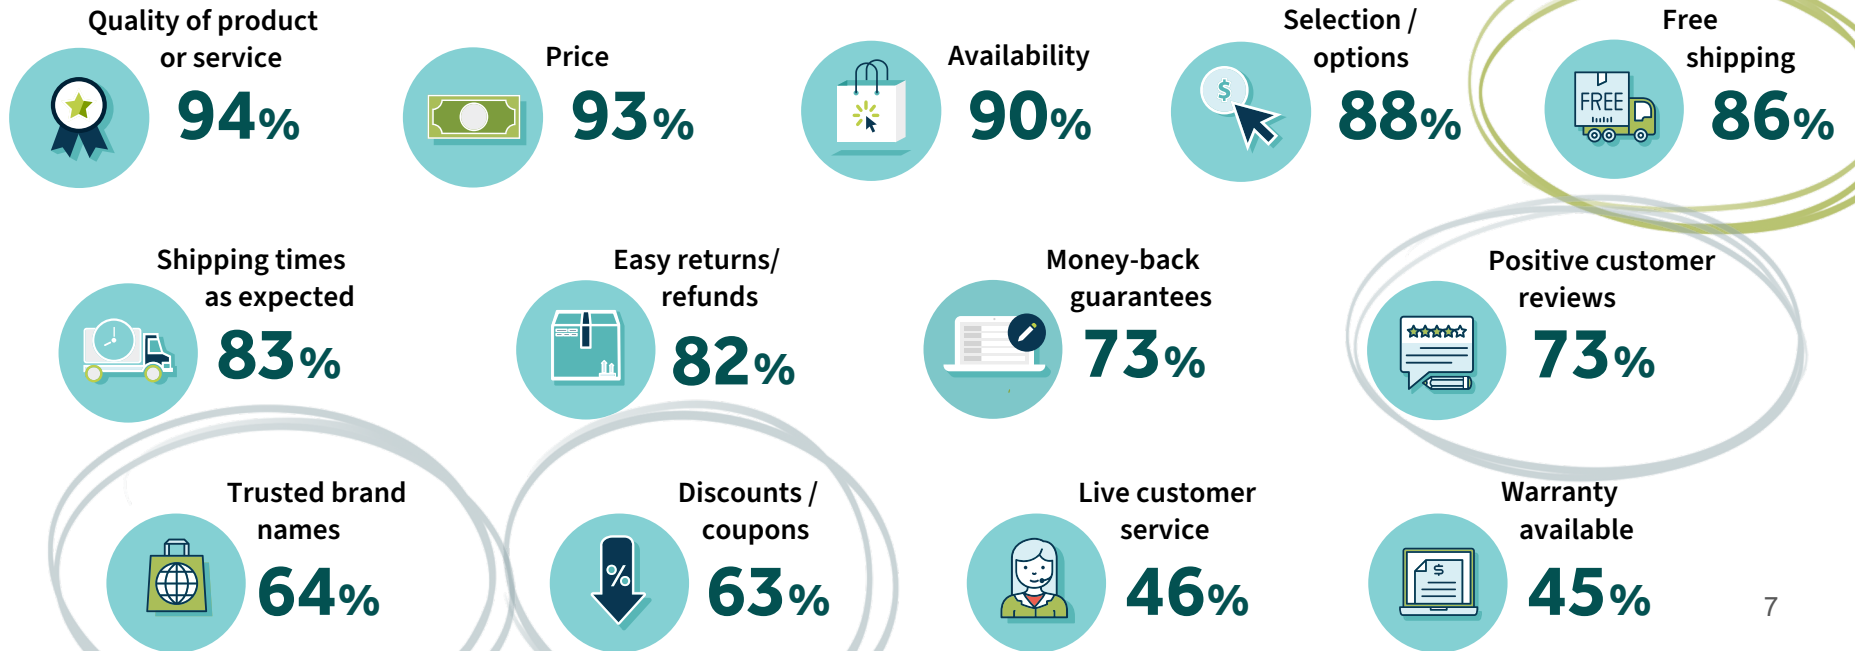 Quality of product
or service
94%
Price
93%
Availability
90%
Selection /
options
$
88%
Free
shipping
FREE
86%
Shipping times
as expected
83%
Easy returns/
refunds
82%
Money-back
guarantees
73%
Positive customer
reviews
73%
Trusted brand
names
64%
Discounts /
coupons
%
63%
Live customer
service
46%
Warranty
available
$
45%
7